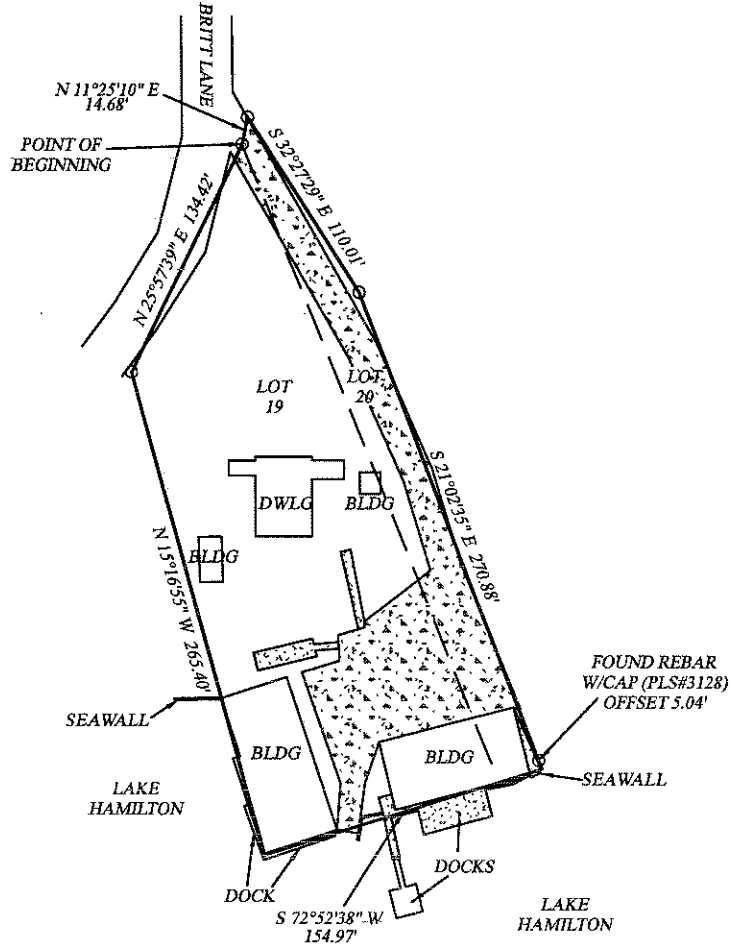 BRITT LANE
N 11°25'10" E
14.68'
POINT OF
BEGINNING
S 32°27'29" E 110.01'
N 25°57'39" E 134.42'
LOT
19
LOT
20
DWLG
BLDG
BLDG
S 21°02'35" E 270.88'
N 15°16'55" W 265.40'
FOUND REBAR
W/CAP (PLS#3128)
OFFSET 5.04'
SEAWALL
BLDG
BLDG
SEAWALL
LAKE
HAMILTON
DOCKS
DOCK
S 72°52'38" W
154.97'
LAKE
HAMILTON